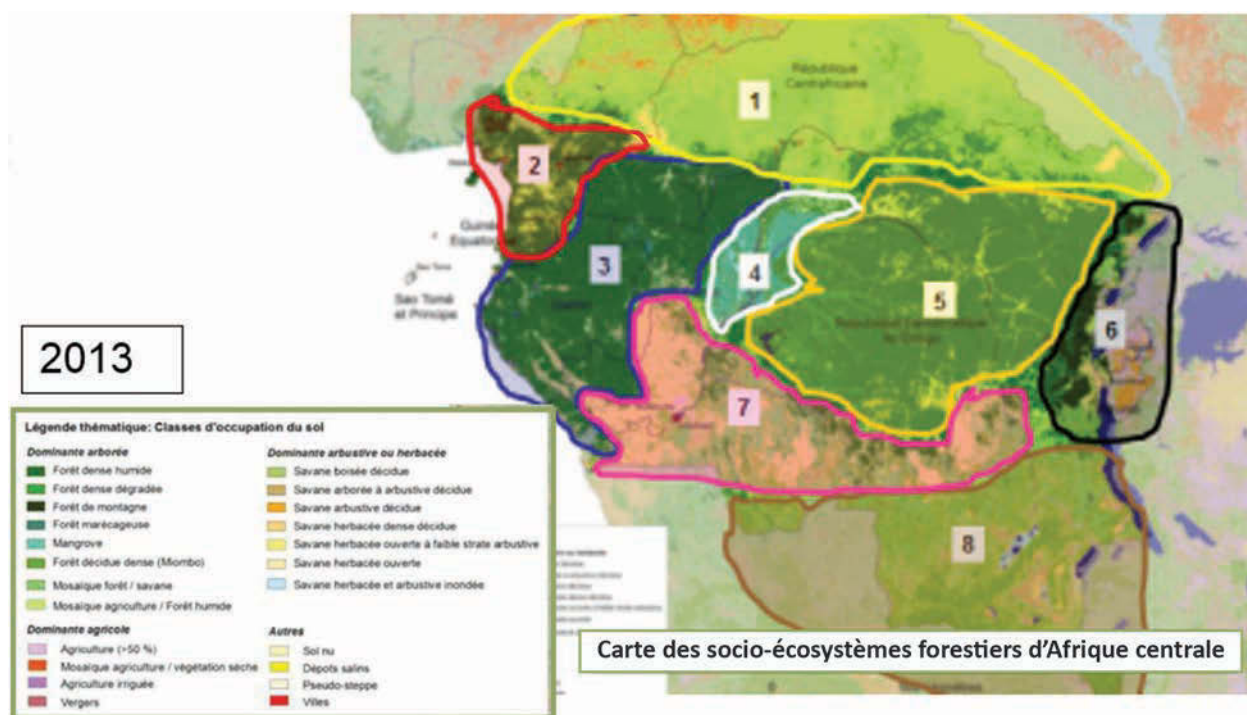 République
Centrafricaine
1
2
Guinée
Equatoriale
3
4
5
Sao Tomé
et Principe
6
7
8
2013
Légende thématique: Classes d'occupation du sol
Dominante arborée
Forêt dense humide
Forêt dense dégradée
Forêt de montagne
Forêt marécageuse
Mangrove
Forêt décidue dense (Miombo)
Mosaïque forêt / savane
Mosaïque agriculture / Forêt humide
Dominante arbustive ou herbacée
Savane boisée décidue
Savane arborée à arbustive décidue
Savane arbustive décidue
Savane herbacée dense décidue
Savane herbacée ouverte à faible strate arbustive
Savane herbacée ouverte
Savane herbacée et arbustive inondée
Dominante agricole
Agriculture (>50 %)
Mosaïque agriculture / végétation sèche
Agriculture irriguée
Vergers
Autres
Sol nu
Dépôts salins
Pseudo-steppe
Villes
Carte des socio-écosystèmes forestiers d'Afrique centrale